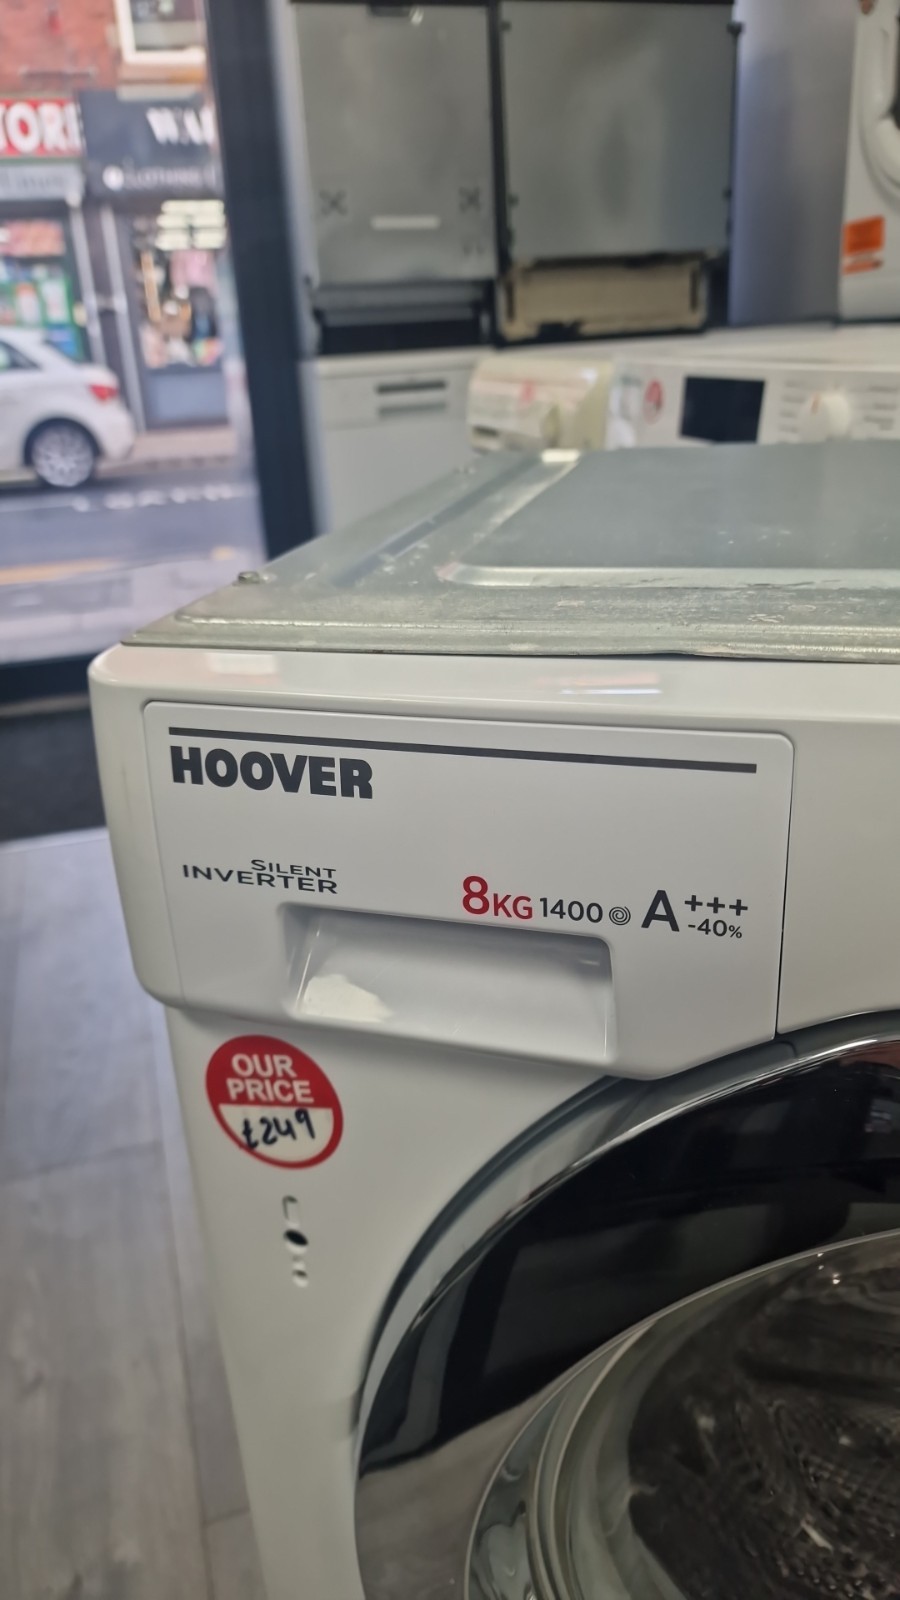 HOOVER
SILENT
INVERTER
8KG 1400 A+++
-40%
OUR
PRICE
£249